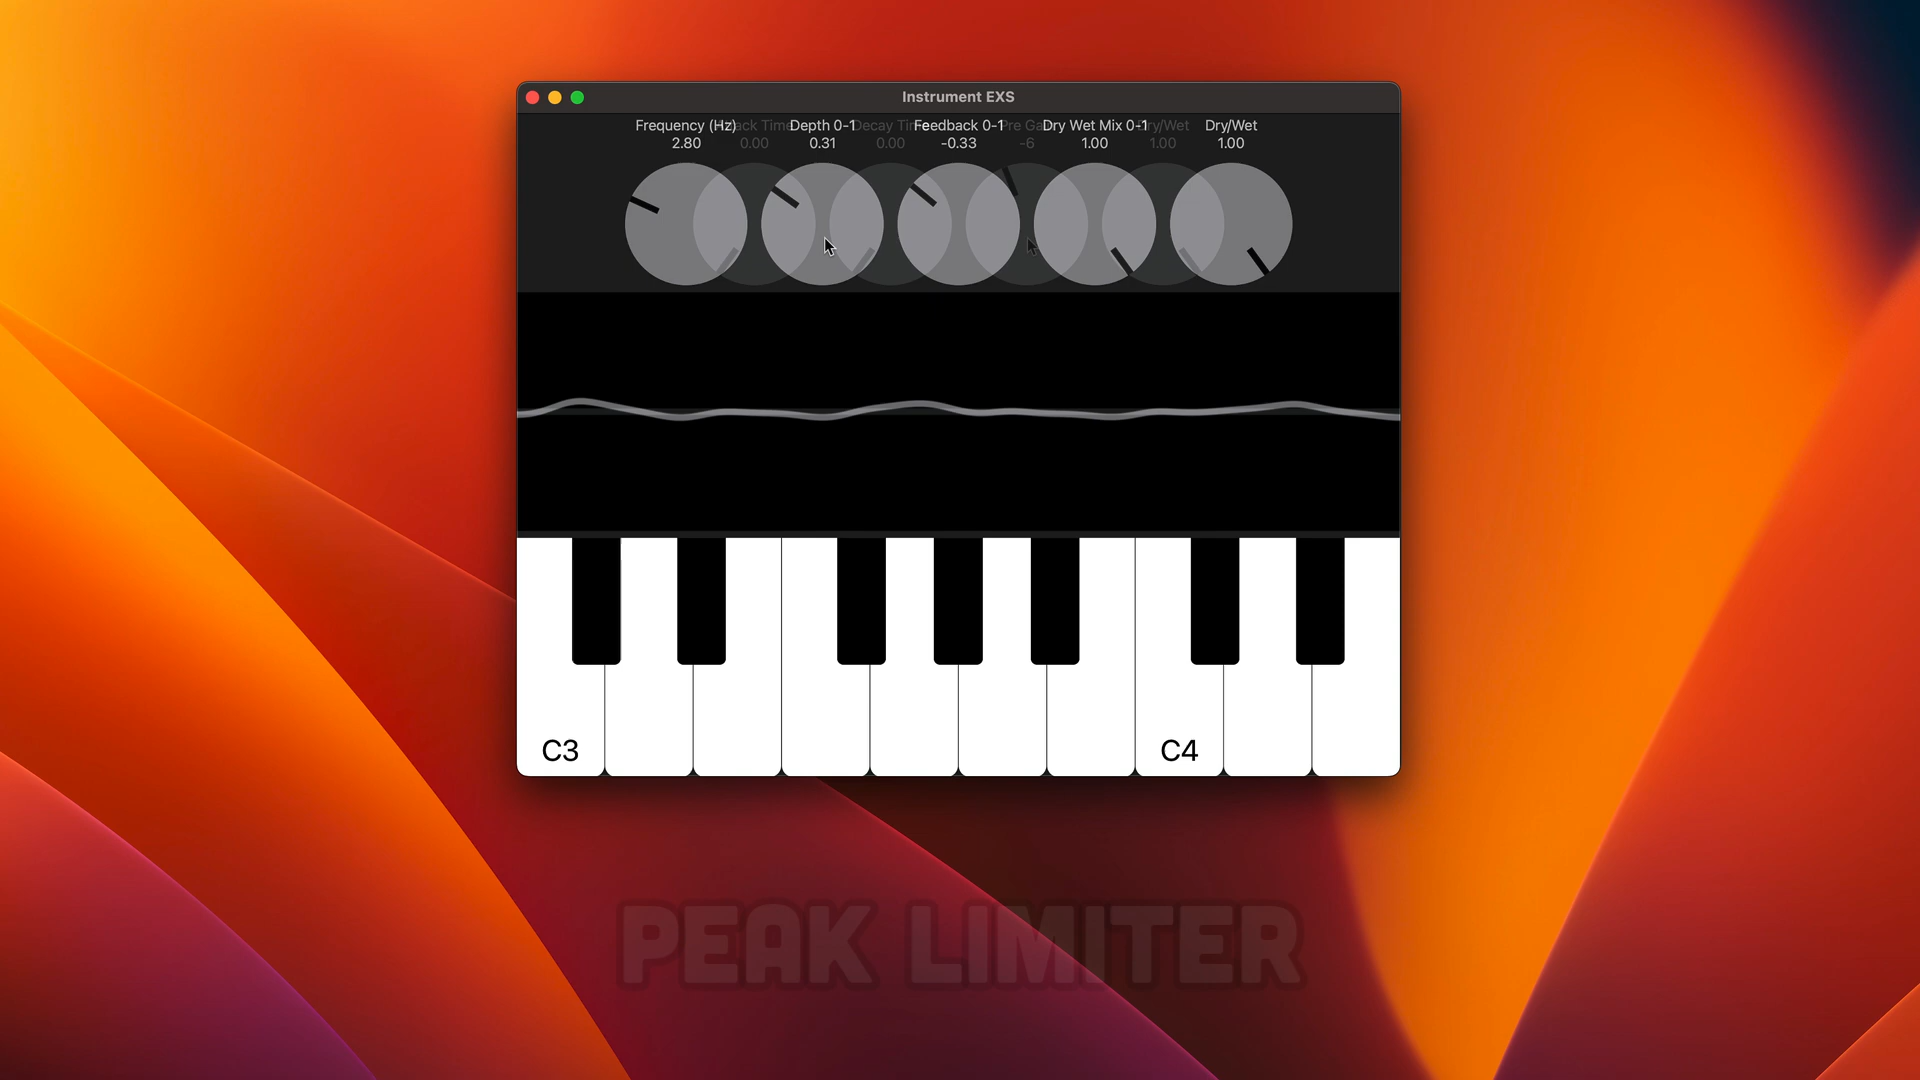 Instrument EXS
Frequency (Hz) Depth 0-1 Feedback 0-1 Dry Wet Mix 0-1 Dry/Wet
2.80 0.00 0.31 0.00 -0.33 -6 1.00 1.00 1.00
C3 C4
PEAK LIMITER